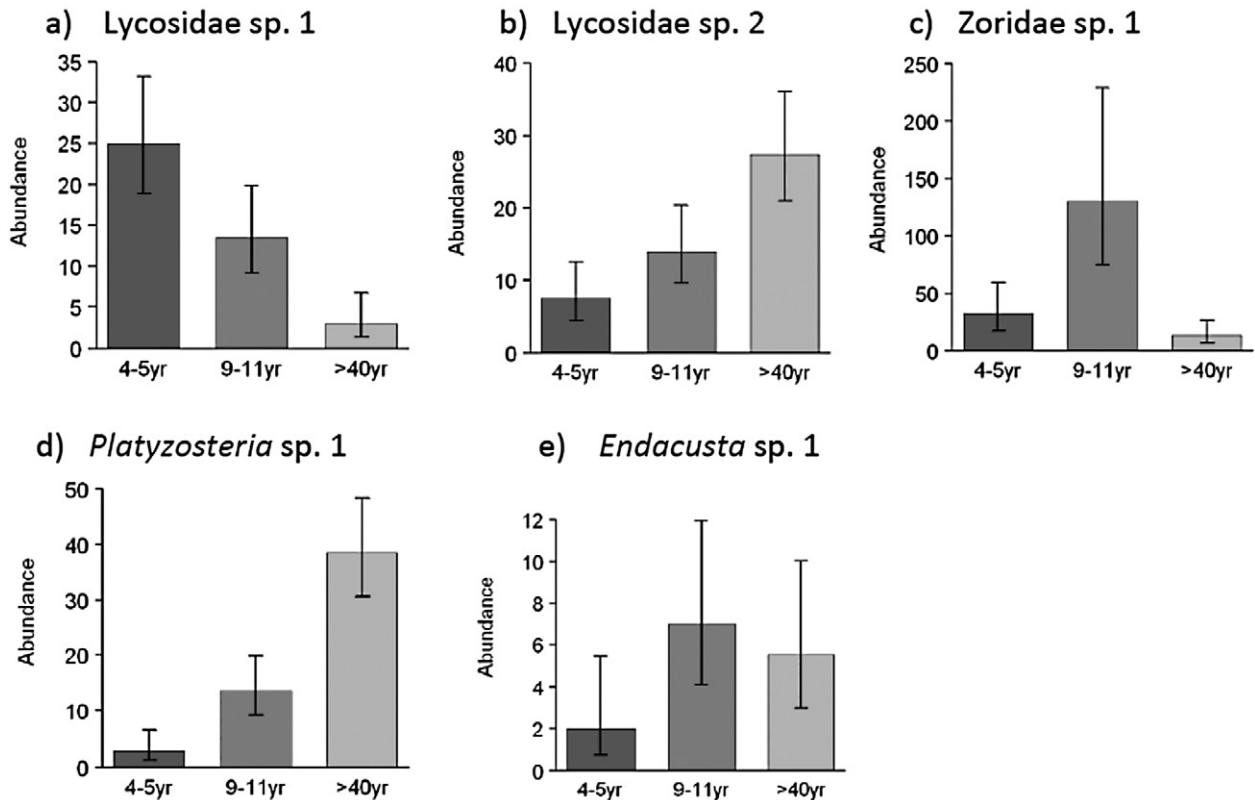 a) Lycosidae sp. 1
35
30
25
20
15
10
5
0
Abundance
4-5yr 9-11yr >40yr
b) Lycosidae sp. 2
40
30
20
10
0
Abundance
4-5yr 9-11yr >40yr
c) Zoridae sp. 1
250
200
150
100
50
0
Abundance
4-5yr 9-11yr >40yr
d) Platyzosteria sp. 1
50
40
30
20
10
0
Abundance
4-5yr 9-11yr >40yr
e) Endacusta sp. 1
12
10
8
6
4
2
0
Abundance
4-5yr 9-11yr >40yr